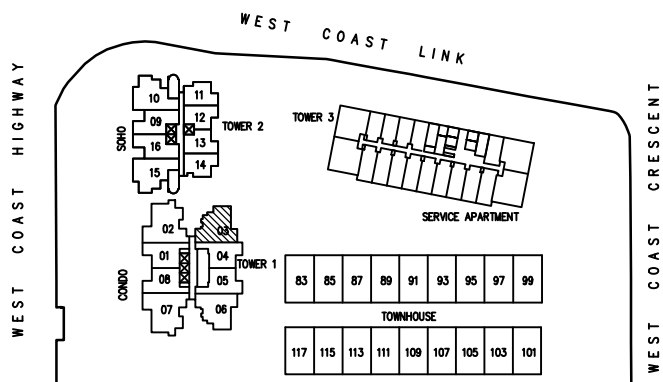 WEST COAST LINK
WEST COAST HIGHWAY
WEST COAST CRESCENT
10 11
09 12
16 13
15 14
SOHO
TOWER 2
TOWER 3
SERVICE APARTMENT
02 03
01 04
08 05
07 06
CONDO
TOWER 1
83 85 87 89 91 93 95 97 99
TOWNHOUSE
117 115 113 111 109 107 105 103 101